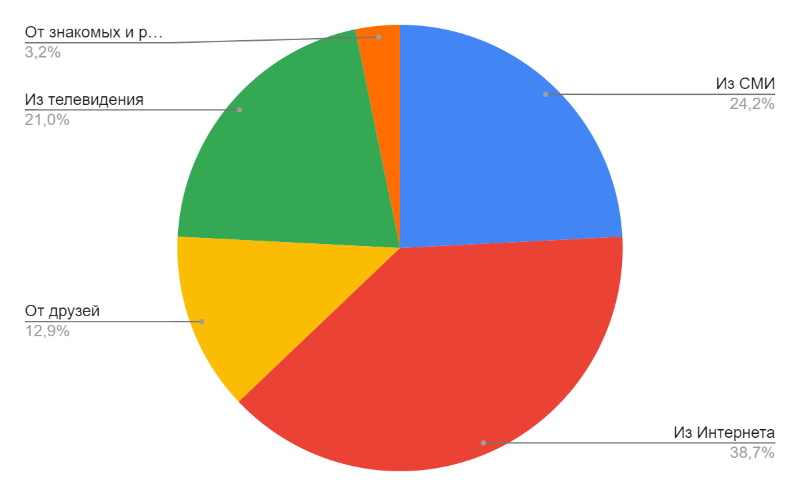 От знакомых и р…
3,2%
Из телевидения
21,0%
От друзей
12,9%
Из СМИ
24,2%
Из Интернета
38,7%